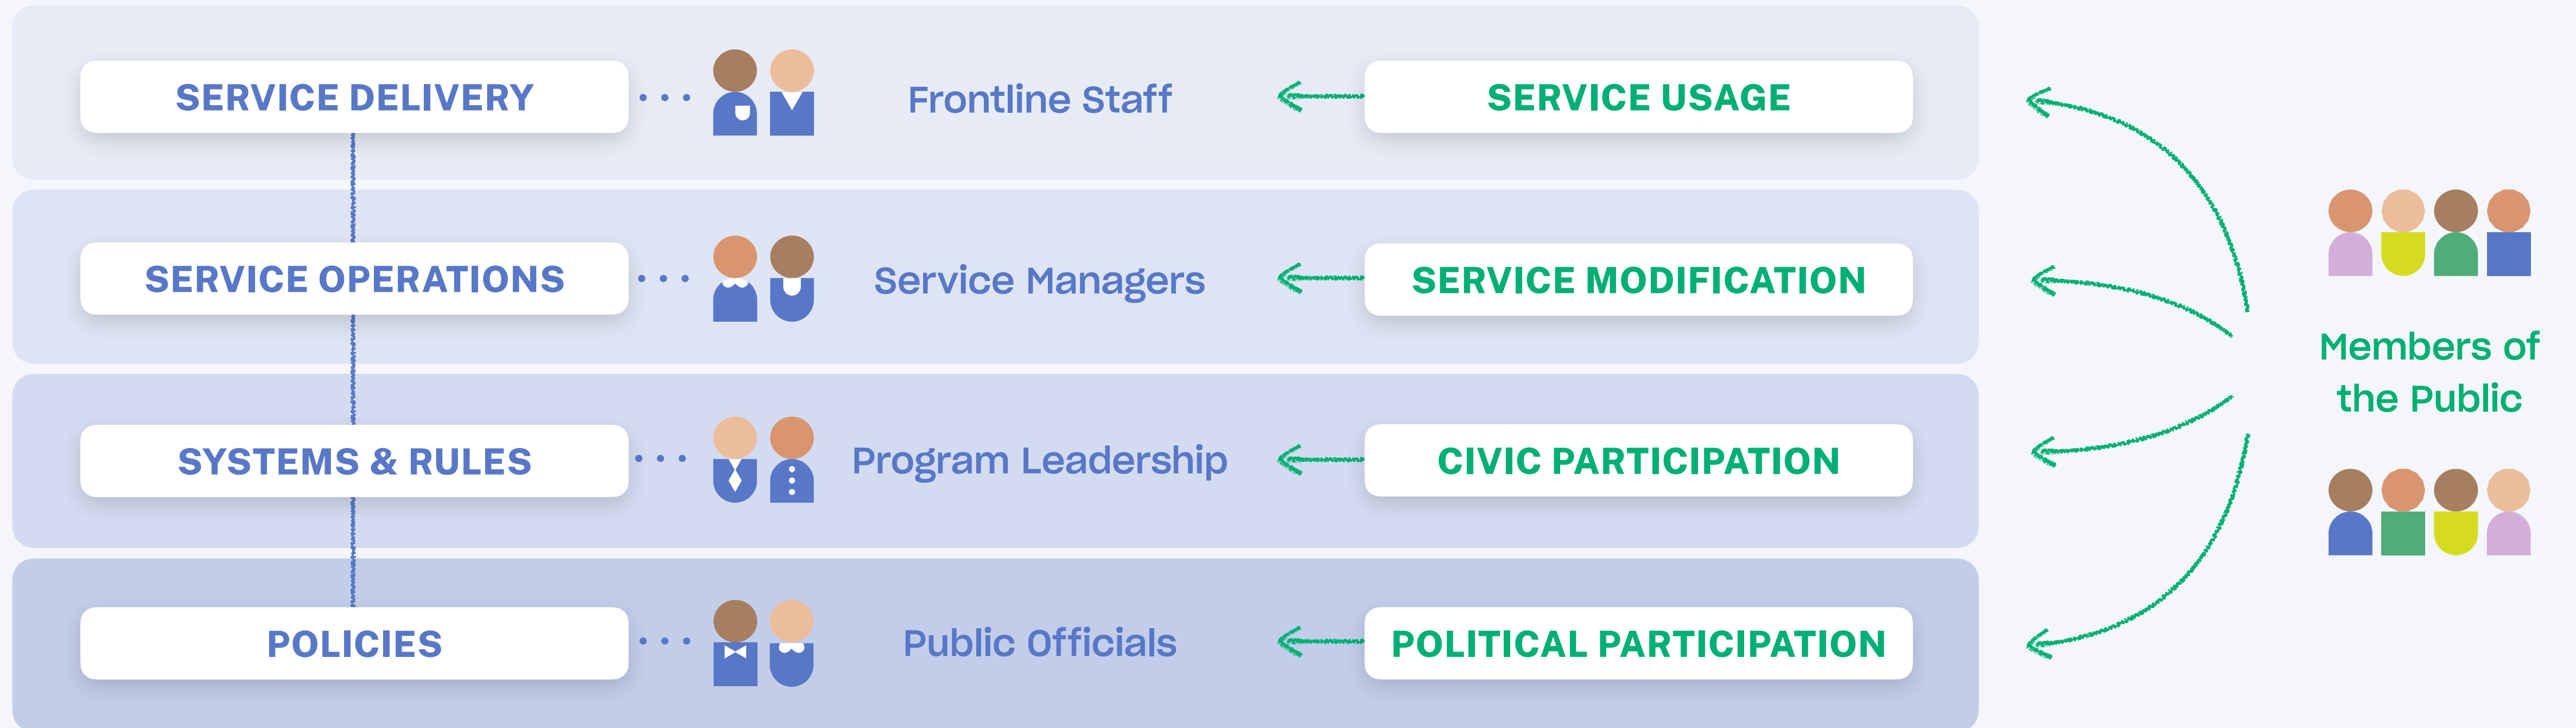 SERVICE DELIVERY
Frontline Staff
SERVICE USAGE
SERVICE OPERATIONS
Service Managers
SERVICE MODIFICATION
SYSTEMS & RULES
Program Leadership
CIVIC PARTICIPATION
POLICIES
Public Officials
POLITICAL PARTICIPATION
Members of
the Public